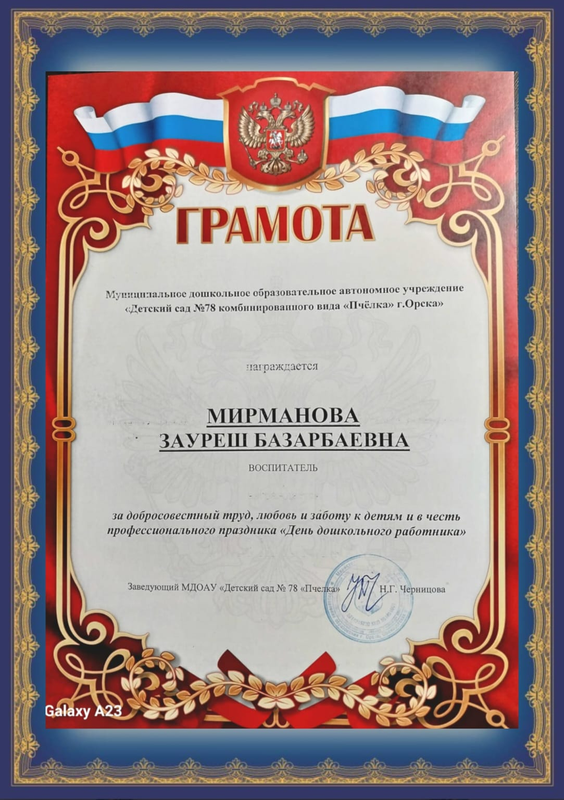 ГРАМОТА
Муниципальное дошкольное образовательное автономное учреждение
«Детский сад №78 комбинированного вида «Пчёлка» г.Орска»
награждается
МИРМАНОВА
ЗАУРЕШ БАЗАРБАЕВНА
ВОСПИТАТЕЛЬ
за добросовестный труд, любовь и заботу к детям и в честь
профессионального праздника «День дошкольного работника»
Заведующий МДОАУ «Детский сад № 78 «Пчелка» Н.Г. Черницова
Galaxy A23